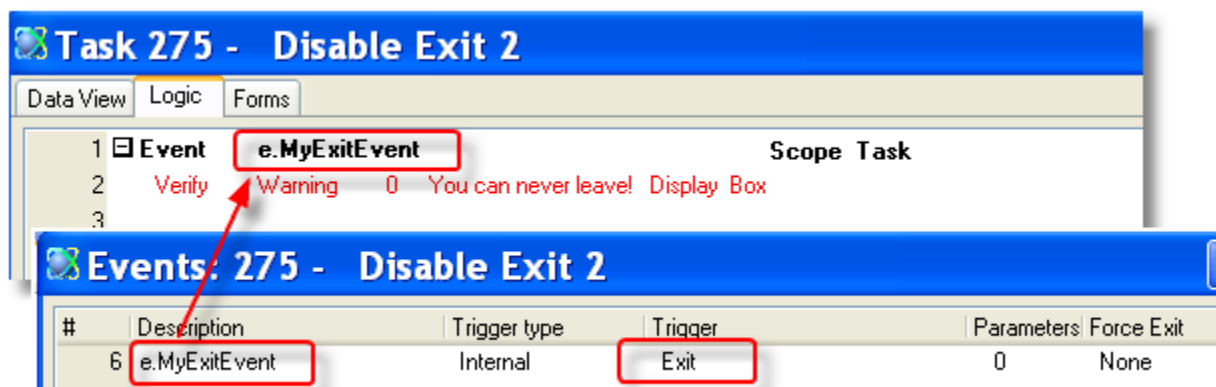 Task 275 - Disable Exit 2
Data View Logic Forms
1 Event e.MyExitEvent Scope Task
2 Verify Warning 0 You can never leave! Display Box
3
Events: 275 - Disable Exit 2
# Description Trigger type Trigger Parameters Force Exit
6 e.MyExitEvent Internal Exit 0 None